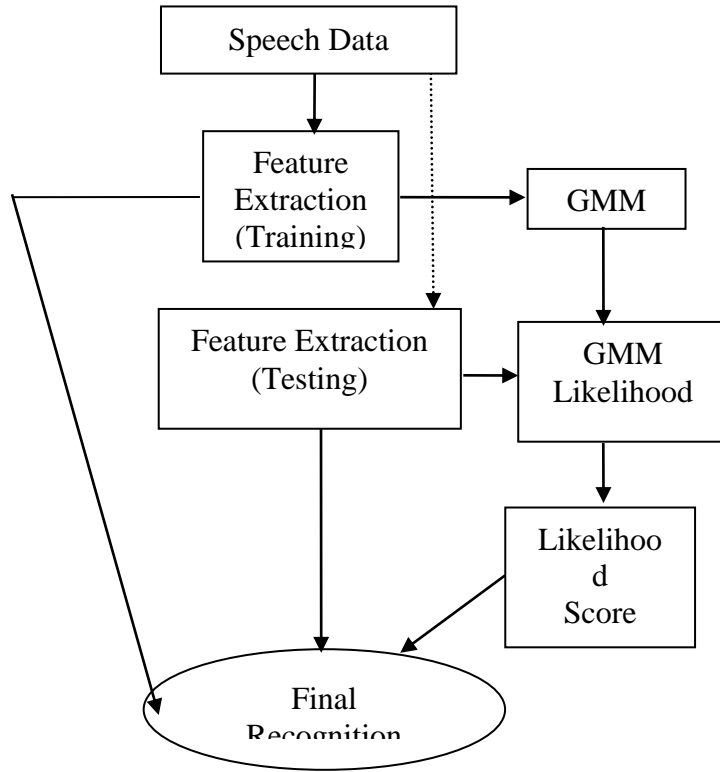 Speech Data
Feature
Extraction
(Training)
GMM
Feature Extraction
(Testing)
GMM
Likelihood
Likelihoo
d
Score
Final
Recognition